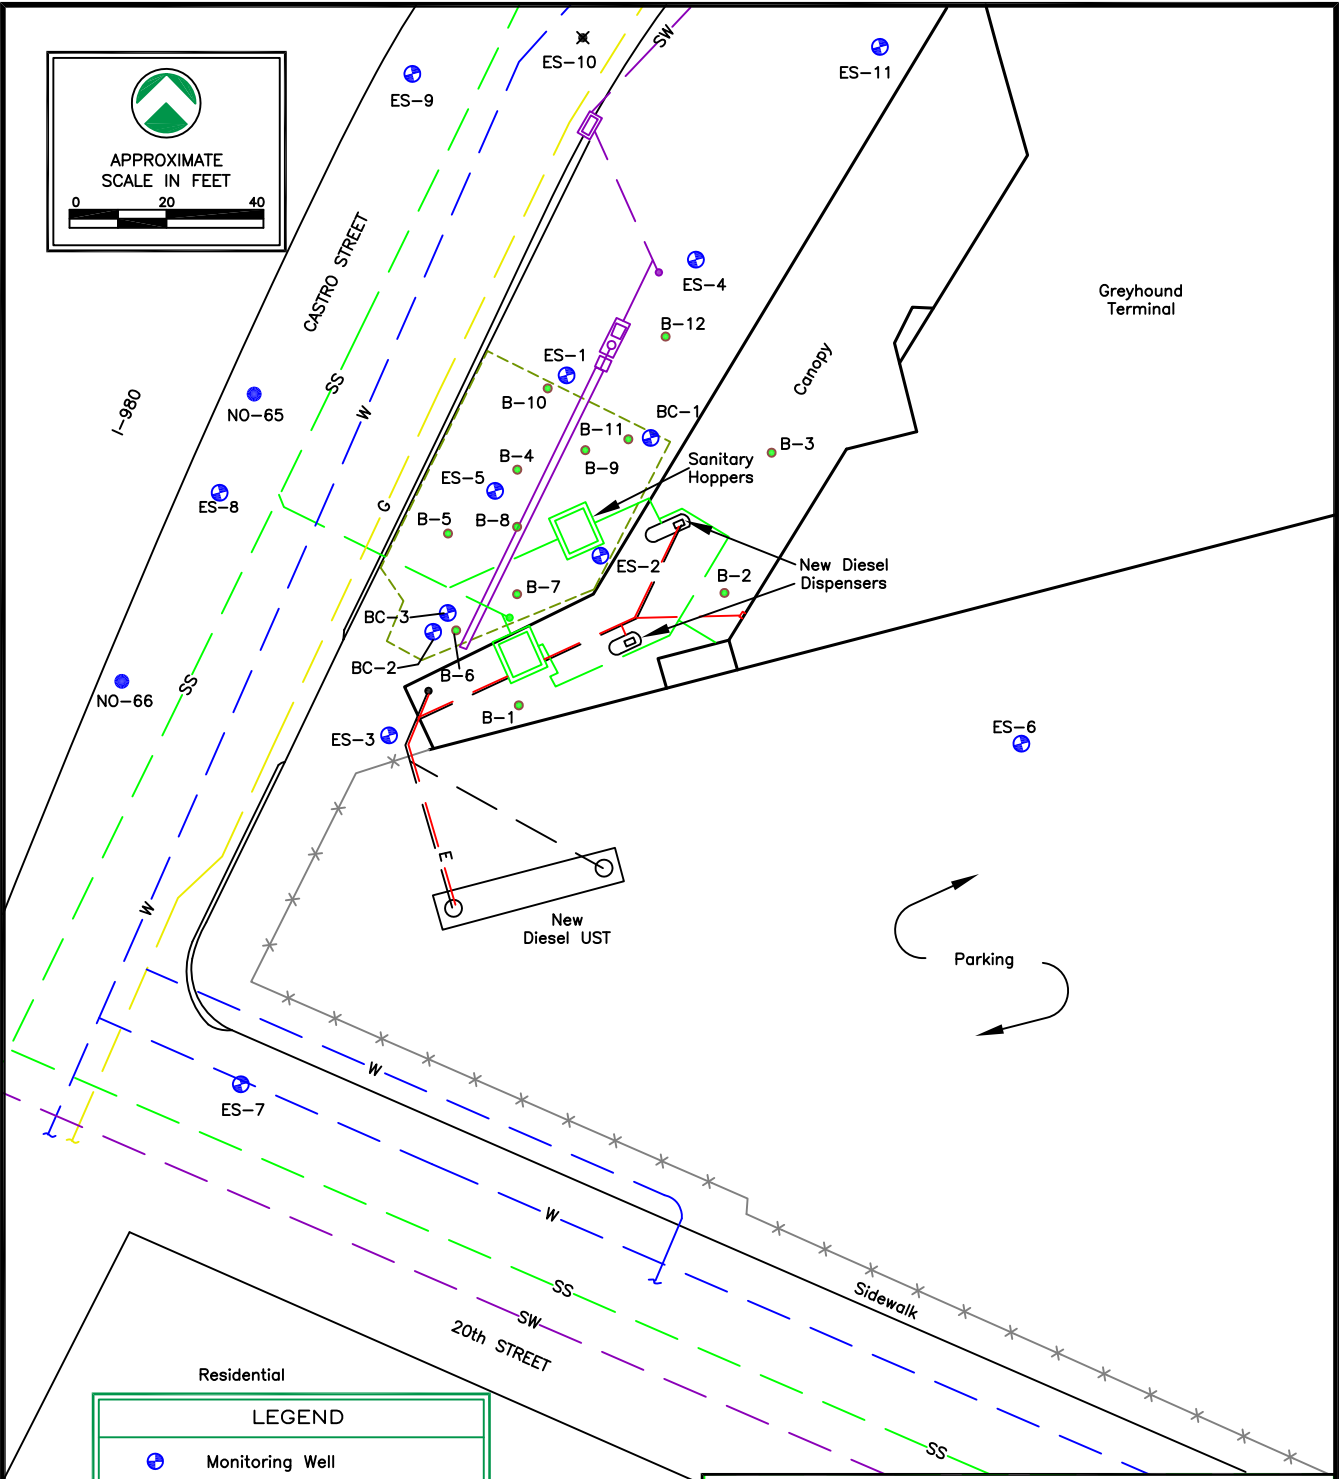 SW
ES-10
ES-11
ES-9
APPROXIMATE
SCALE IN FEET
0 20 40
CASTRO STREET
ES-4
Greyhound
Terminal
B-12
ES-1
Canopy
SS
I-980
NO-65
W
B-10
BC-1
B-11
B-3
B-9
B-4
Sanitary
Hoppers
ES-5
ES-8
G
B-5
B-8
ES-2
New Diesel
Dispensers
B-7
B-2
BC-3
BC-2
B-6
SS
NO-66
B-1
ES-3
ES-6
E
W
New
Diesel UST
Parking
W
ES-7
W
SS
Sidewalk
SW
20th STREET
Residential
LEGEND
SS
Monitoring Well